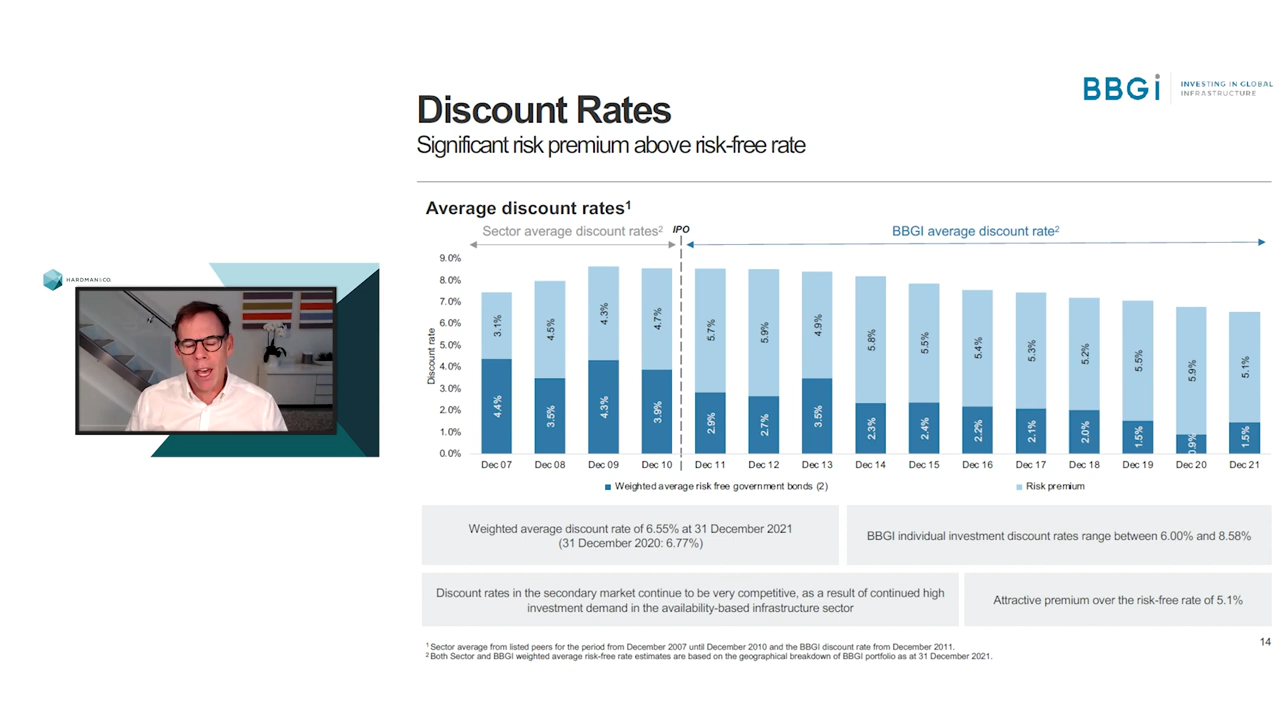 BBGi
INVESTING IN GLOBAL
INFRASTRUCTURE
Discount Rates
Significant risk premium above risk-free rate
Average discount rates1
Sector average discount rates2
IPO
BBGI average discount rate2
9.0%
8.0%
7.0%
6.0%
5.0%
4.0%
3.0%
2.0%
1.0%
0.0%
Discount rate
3.1% 4.5% 4.3% 4.7% 5.7% 5.9% 4.9% 5.8% 5.5% 5.4% 5.3% 5.2% 5.5% 5.9% 5.1%
4.4% 3.5% 4.3% 3.9% 2.9% 2.7% 3.5% 2.3% 2.4% 2.2% 2.1% 2.0% 1.5% 0.9% 1.5%
Dec 07 Dec 08 Dec 09 Dec 10 Dec 11 Dec 12 Dec 13 Dec 14 Dec 15 Dec 16 Dec 17 Dec 18 Dec 19 Dec 20 Dec 21
Weighted average risk free government bonds (2)
Risk premium
HARDMAN&CO.
Weighted average discount rate of 6.55% at 31 December 2021
(31 December 2020: 6.77%)
BBGI individual investment discount rates range between 6.00% and 8.58%
Discount rates in the secondary market continue to be very competitive, as a result of continued high
investment demand in the availability-based infrastructure sector
Attractive premium over the risk-free rate of 5.1%
14
1 Sector average from listed peers for the period from December 2007 until December 2010 and the BBGI discount rate from December 2011.
2 Both Sector and BBGI weighted average risk-free rate estimates are based on the geographical breakdown of BBGI portfolio as at 31 December 2021.